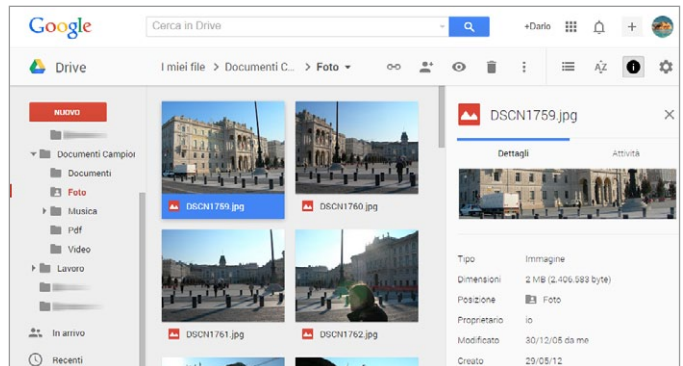 Google
Cerca in Drive
+Dario
Drive
I miei file > Documenti C... > Foto
AZ
NUOVO
Documenti Campior
Documenti
Foto
Musica
Pdf
Video
Lavoro
In arrivo
Recenti
DSCN1759.jpg
DSCN1760.jpg
DSCN1761.jpg
DSCN1762.jpg
DSCN1759.jpg
Dettagli
Attività
Tipo Immagine
Dimensioni 2 MB (2.406.583 byte)
Posizione Foto
Proprietario io
Modificato 30/12/05 da me
Creato 29/05/12